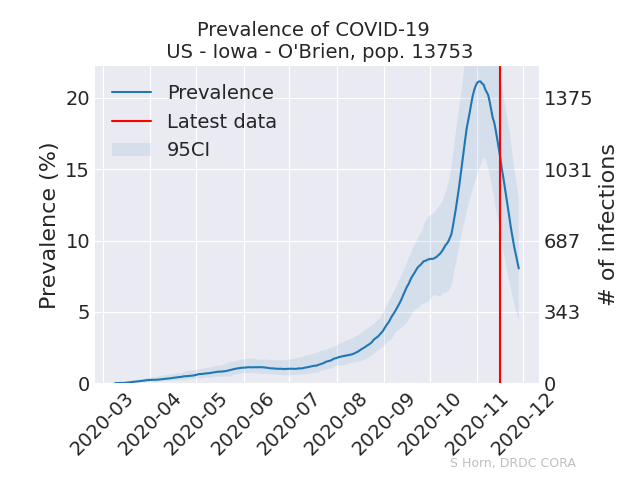 Prevalence of COVID-19
US - Iowa - O'Brien, pop. 13753
Prevalence
Latest data
95CI
Prevalence (%)
20
15
10
5
0
# of infections
1375
1031
687
343
0
2020-03
2020-04
2020-05
2020-06
2020-07
2020-08
2020-09
2020-10
2020-11
2020-12
S Horn, DRDC CORA